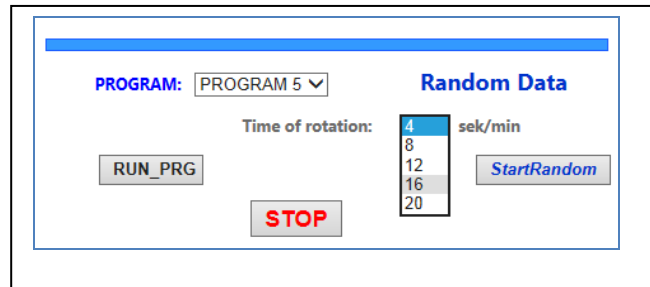 PROGRAM: PROGRAM 5 Random Data
Time of rotation: 4 sek/min
8
12
16
20
RUN_PRG StartRandom
STOP